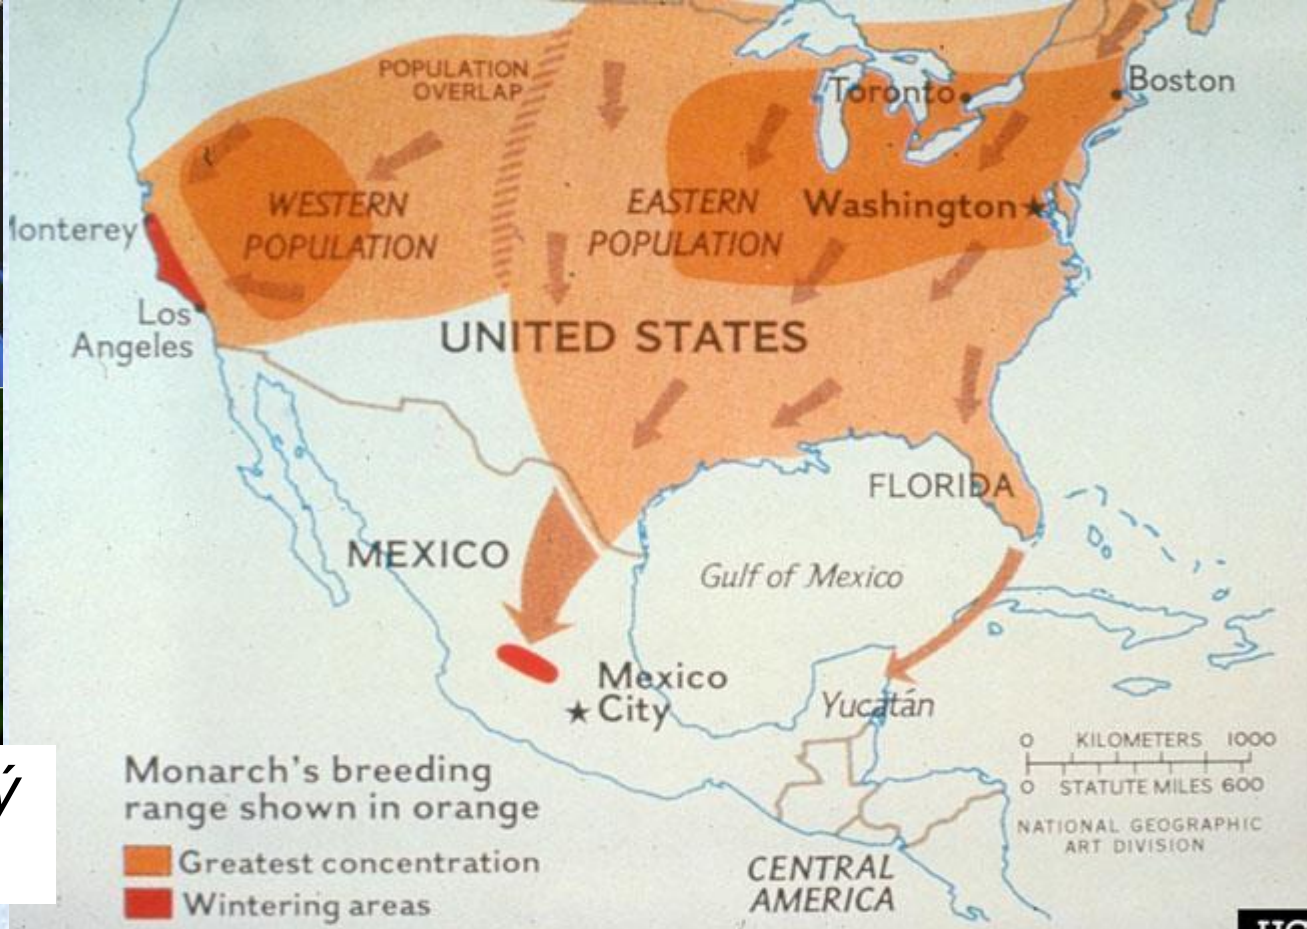 POPULATION
OVERLAP
Toronto
Boston
WESTERN
POPULATION
EASTERN
POPULATION
Washington
onterey
Los
Angeles
UNITED STATES
FLORIDA
MEXICO
Gulf of Mexico
Mexico
City
Yucatán
0 KILOMETERS 1000
0 STATUTE MILES 600
NATIONAL GEOGRAPHIC
ART DIVISION
CENTRAL
AMERICA
Monarch's breeding
range shown in orange
Greatest concentration
Wintering areas
ý